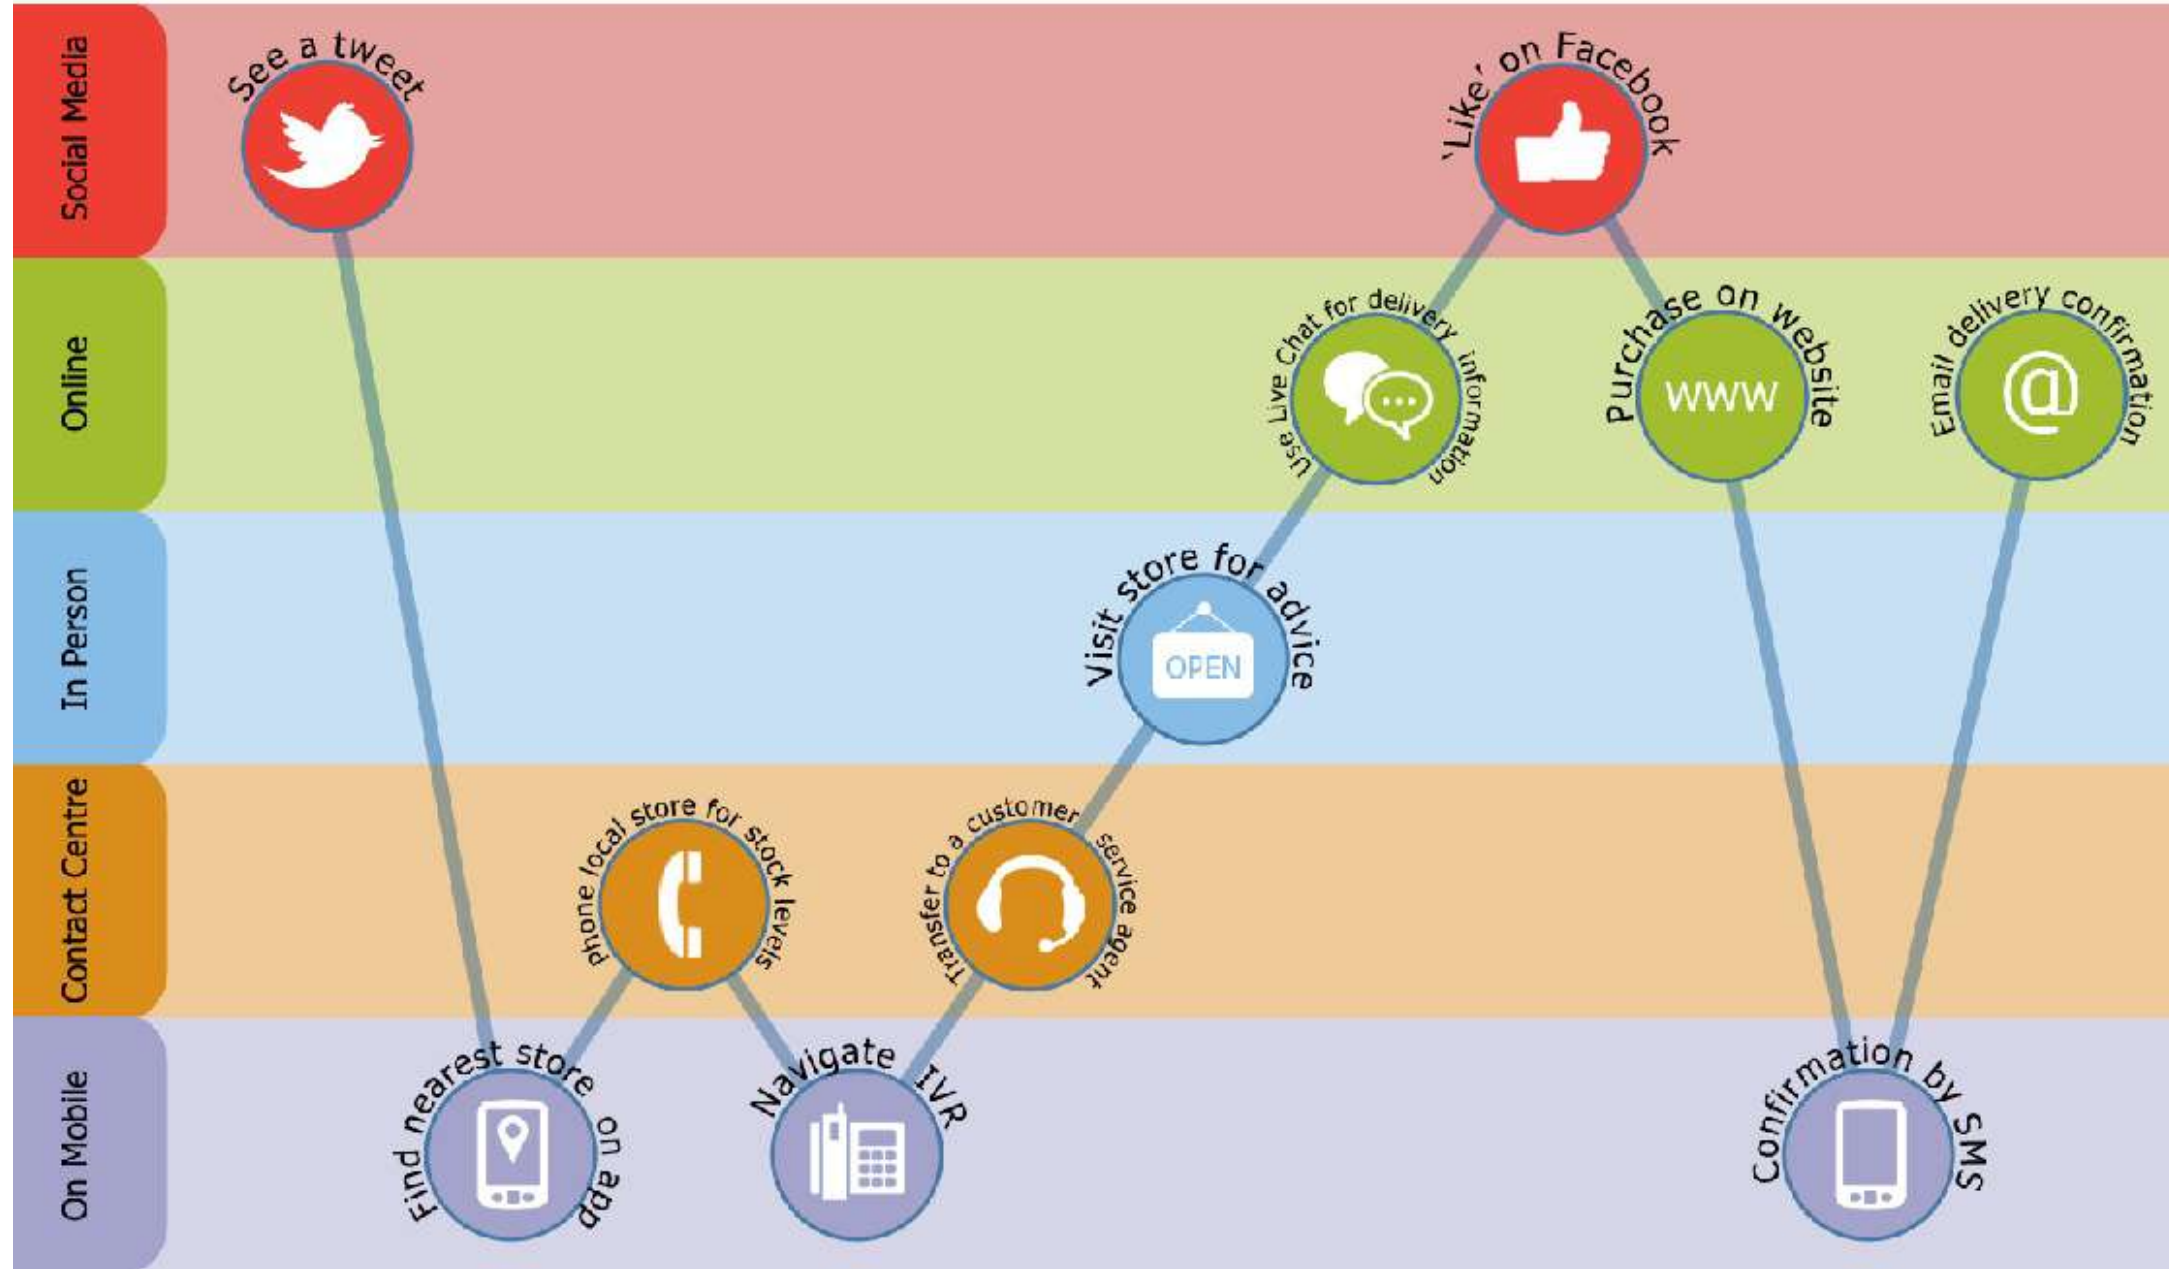 Social Media
See a tweet
‘Like’ on Facebook
Online
Use Live Chat for delivery information
Purchase on website
www
Email delivery confirmation
@
In Person
Visit store for advice
OPEN
Contact Centre
phone local store for stock levels
Transfer to a customer service agent
On Mobile
Find nearest store on app
Navigate IVR
Confirmation by SMS